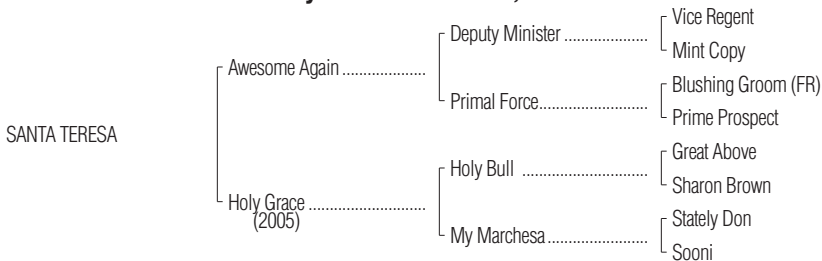 Vice Regent
Deputy Minister ....................
Mint Copy
Awesome Again ....................
Blushing Groom (FR)
Primal Force..........................
Prime Prospect
SANTA TERESA
Great Above
Holy Bull ..............................
Sharon Brown
Holy Grace ............................
(2005)
Stately Don
My Marchesa........................
Sooni